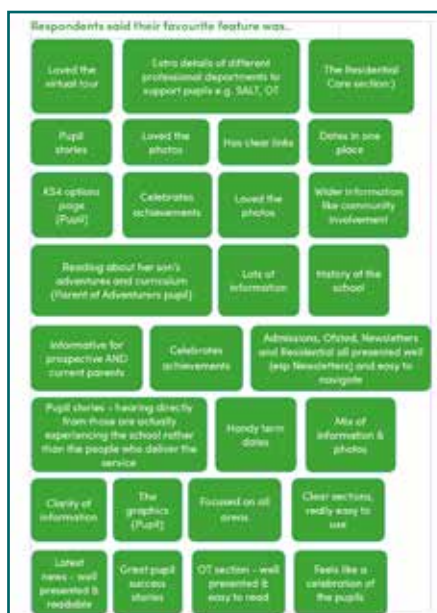 Respondents said their favourite feature was...
Loved the
virtual tour
Extra details of different
professional departments to
support pupils e.g. SALT, OT
The Residential
Care section:)
Pupil
stories
Loved the
photos
Has clear links
Dates in one
place
KS4 options
page
(Pupil)
Celebrates
achievements
Loved the
photos
Wider information
like community
involvement
Reading about her son's
adventures and curriculum
(Parent of Adventurers pupil)
Lots of
information
History of the
school
Informative for
prospective AND
current parents
Celebrates
achievements
Admissions, Ofsted, Newsletters
and Residential all presented well
(esp Newsletters) and easy to
navigate
Pupil stories - hearing directly
from those are actually
experiencing the school rather
than the people who deliver the
service
Handy term
dates
Mix of
information &
photos
Clarity of
information
The
graphics
(Pupil)
Focused on all
areas
Clear sections,
really easy to
use
Latest
news - well
presented &
readable
Great pupil
success
stories
OT section - well
presented &
easy to read
Feels like a
celebration of
the pupils